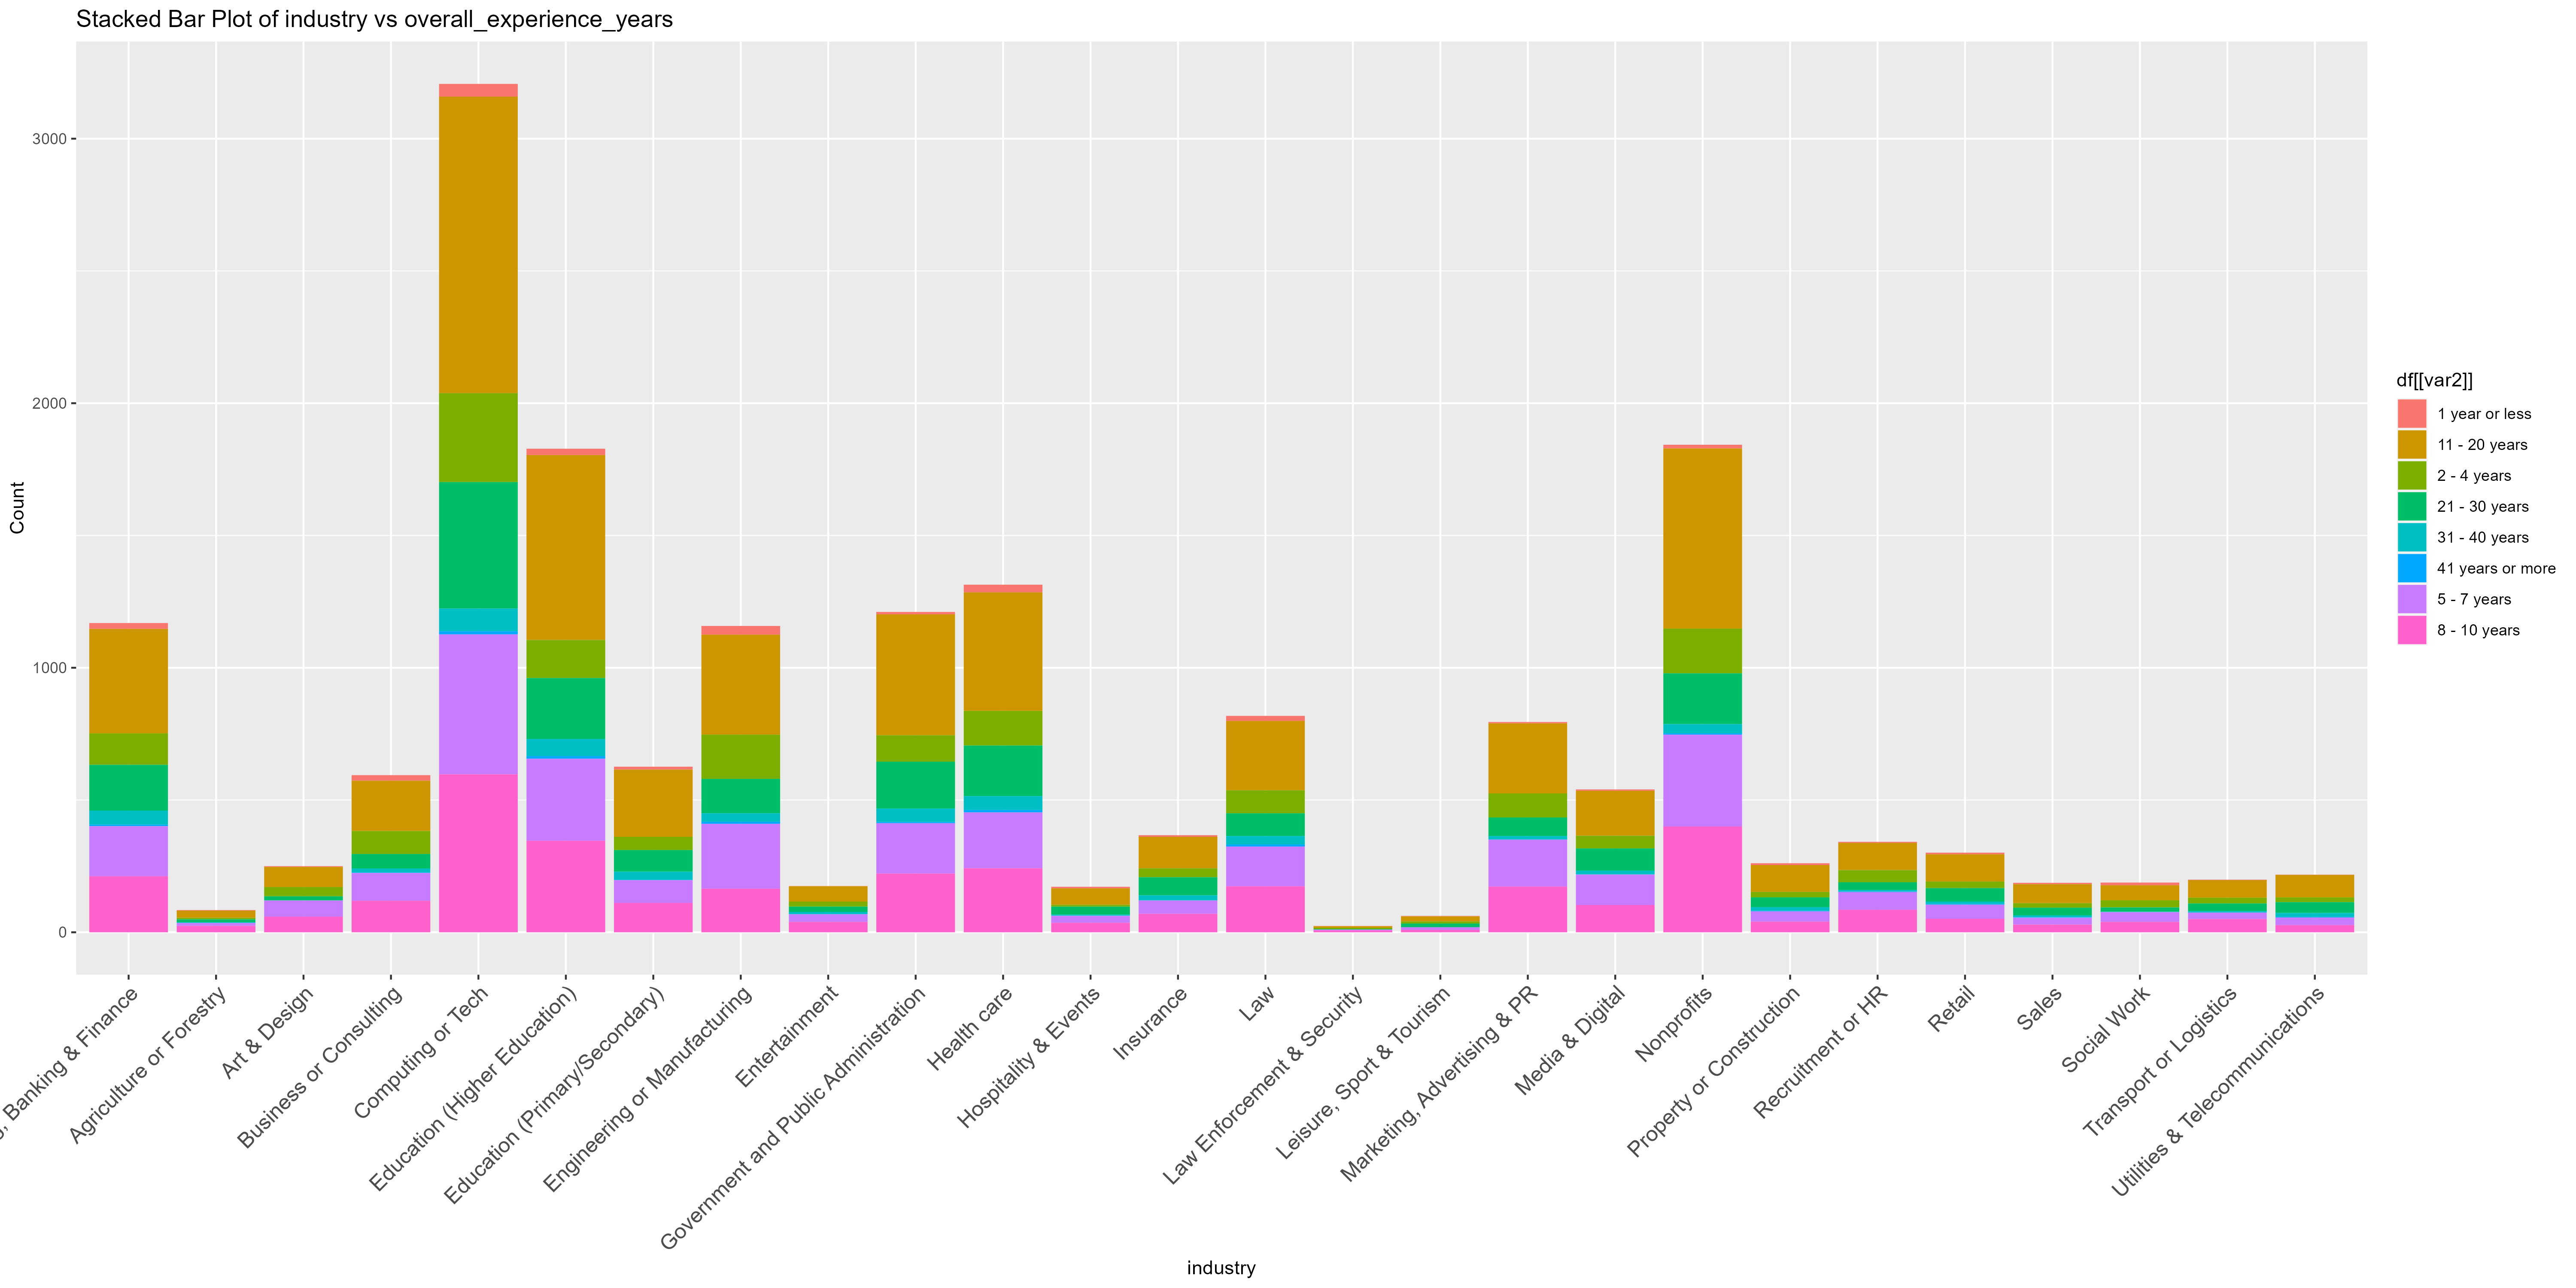 Stacked Bar Plot of industry vs overall_experience_years
Count
3000
2000
1000
0
, Banking & Finance
Agriculture or Forestry
Art & Design
Business or Consulting
Computing or Tech
Education (Higher Education)
Education (Primary/Secondary)
Engineering or Manufacturing
Entertainment
Government and Public Administration
Health care
Hospitality & Events
Insurance
Law
Law Enforcement & Security
Leisure, Sport & Tourism
Marketing, Advertising & PR
Media & Digital
Nonprofits
Property or Construction
Recruitment or HR
Retail
Sales
Social Work
Transport or Logistics
Utilities & Telecommunications
industry
df[[var2]]
1 year or less
11 - 20 years
2 - 4 years
21 - 30 years
31 - 40 years
41 years or more
5 - 7 years
8 - 10 years